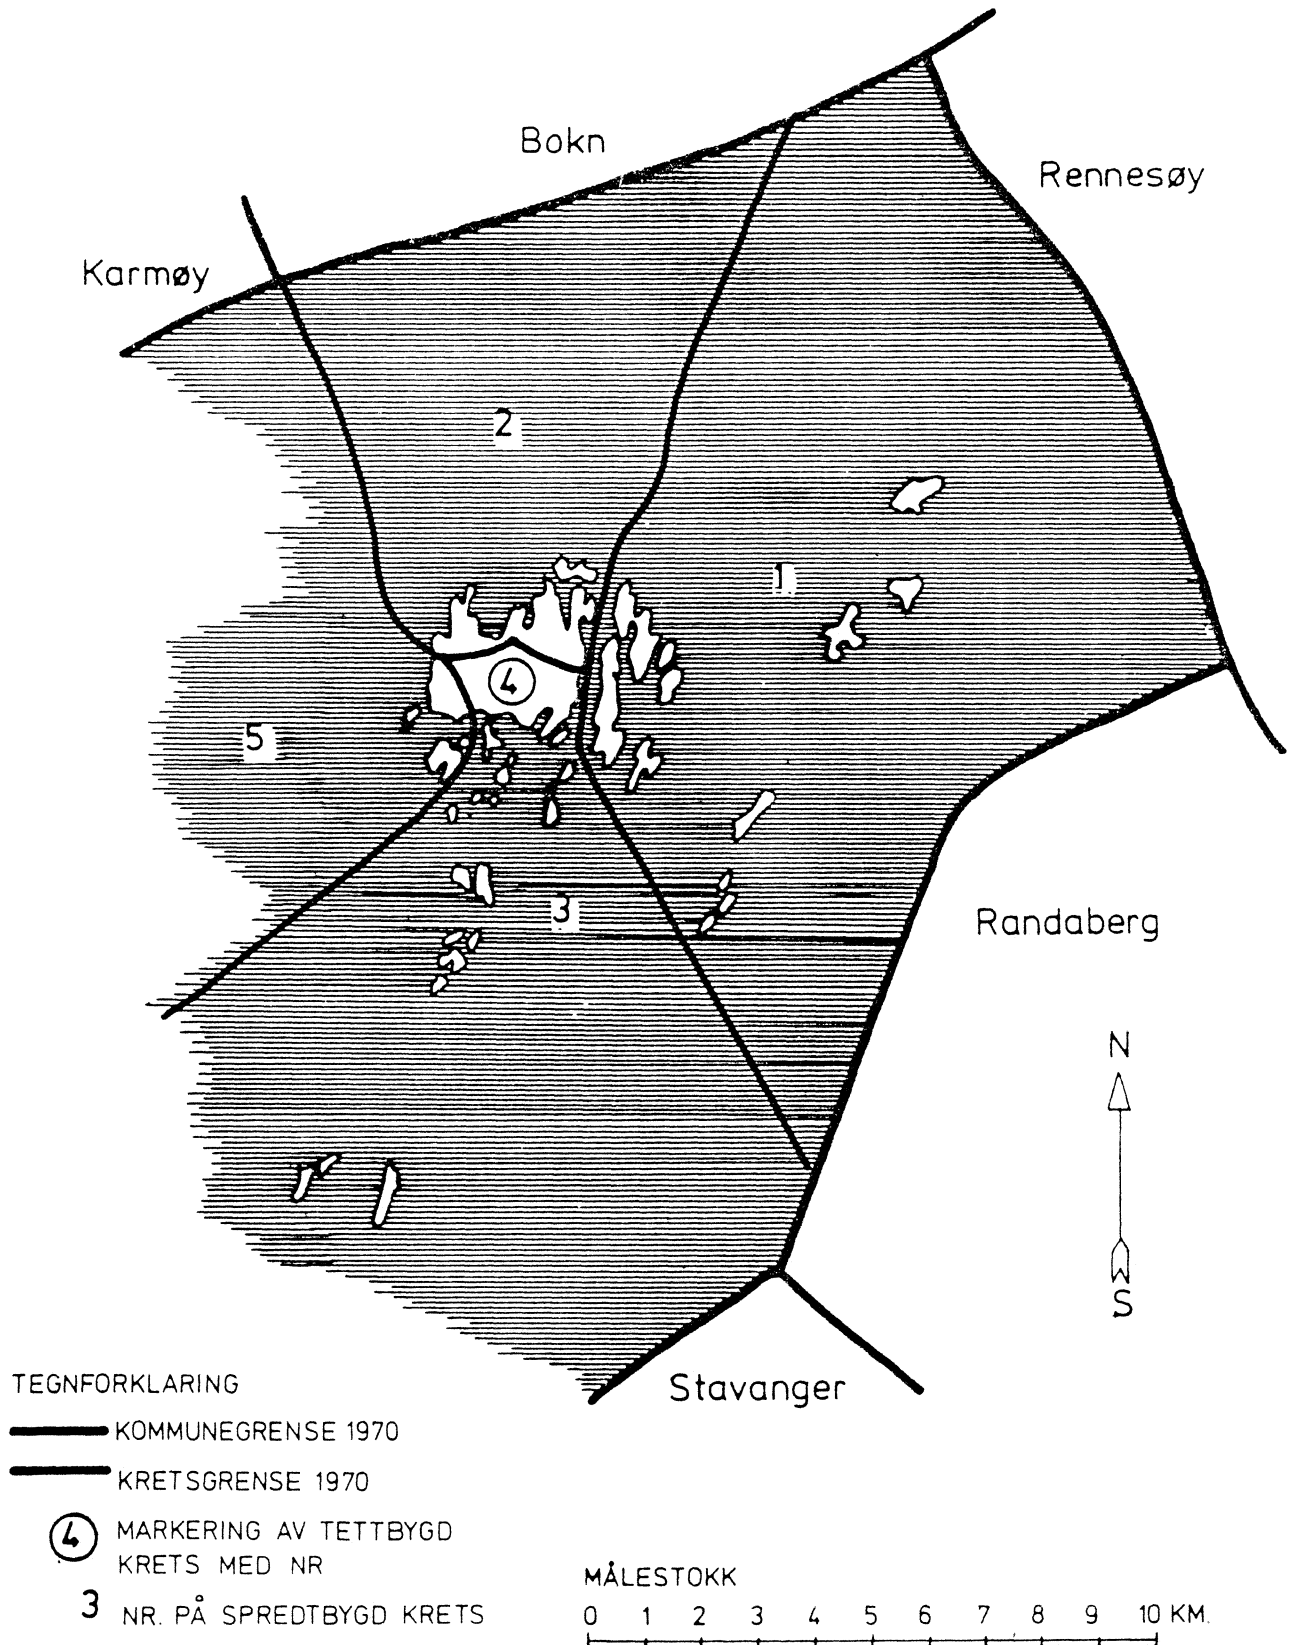 Bokn
Rennesøy
Karmøy
2
1
4
5
3
Randaberg
N
S
Stavanger
TEGNFORKLARING
KOMMUNEGRENSE 1970
KRETSGRENSE 1970
4 MARKERING AV TETTBYGD
KRETS MED NR
3 NR. PÅ SPREDTBYGD KRETS
MÅLESTOKK
0 1 2 3 4 5 6 7 8 9 10 KM.